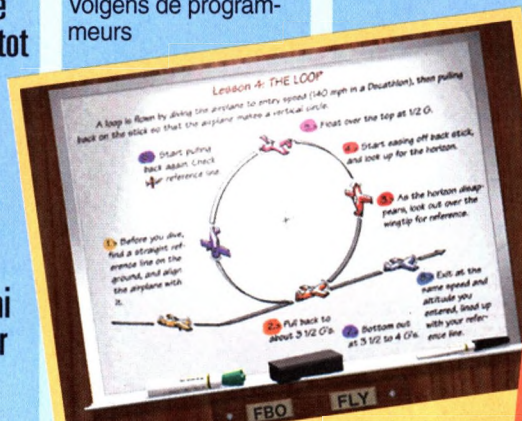 tot
Volgens de program-
meurs
Lesson 4: THE LOOP
A loop is flown by diving the airplane to entry speed (140 mph in a Decathlon), then pulling
back on the stick so that the airplane makes a vertical circle.
5. Float over the top at 1/2 G.
Start pulling
back again. Check
your reference line.
4. Start easing off back stick,
and look up for the horizon.
3. As the horizon disap-
pears, look out over the
wingtip for reference.
1. Before you dive,
find a straight ref-
erence line on the
ground, and align
the airplane with
it.
2. Pull back to
about 3 1/2 G's.
7. Bottom out
at 3 1/2 to 4 G's.
Exit at the
same speed and
altitude you
entered, lined up
with your refer-
ence line.
FBO
FLY